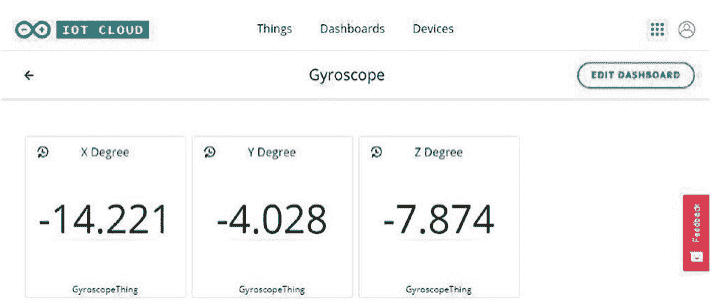 IOT CLOUD Things Dashboards Devices
Gyroscope EDIT DASHBOARD
X Degree Y Degree Z Degree
-14.221 -4.028 -7.874
GyroscopeThing GyroscopeThing GyroscopeThing
Feedback